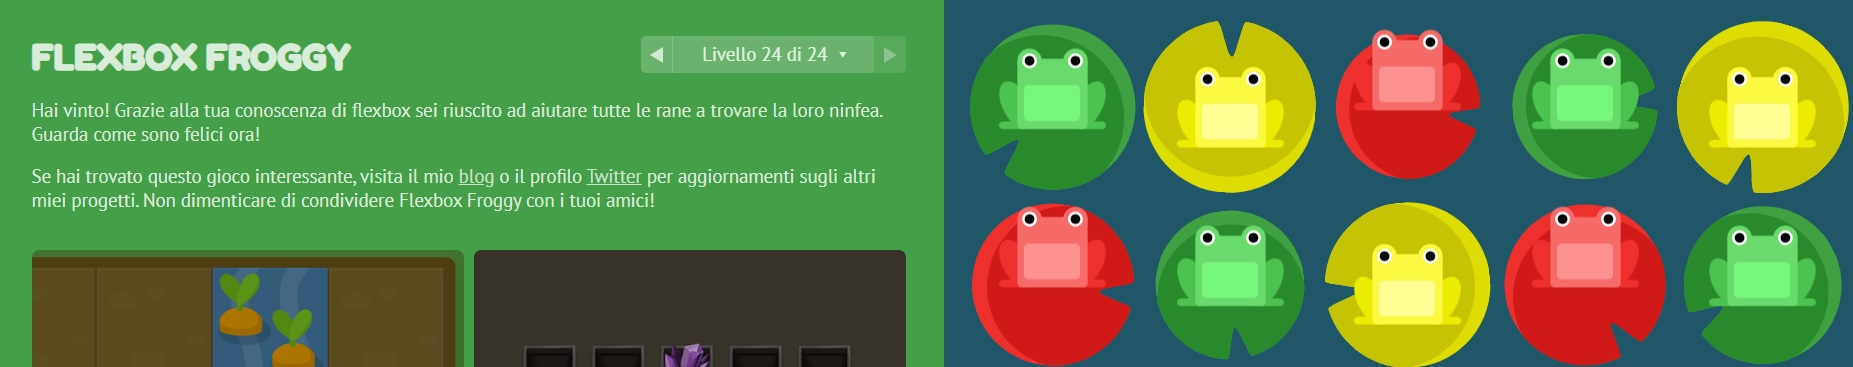 FLEXBOX FROGGY
Livello 24 di 24
Hai vinto! Grazie alla tua conoscenza di flexbox sei riuscito ad aiutare tutte le rane a trovare la loro ninfea.
Guarda come sono felici ora!
Se hai trovato questo gioco interessante, visita il mio blog o il profilo Twitter per aggiornamenti sugli altri
miei progetti. Non dimenticare di condividere Flexbox Froggy con i tuoi amici!